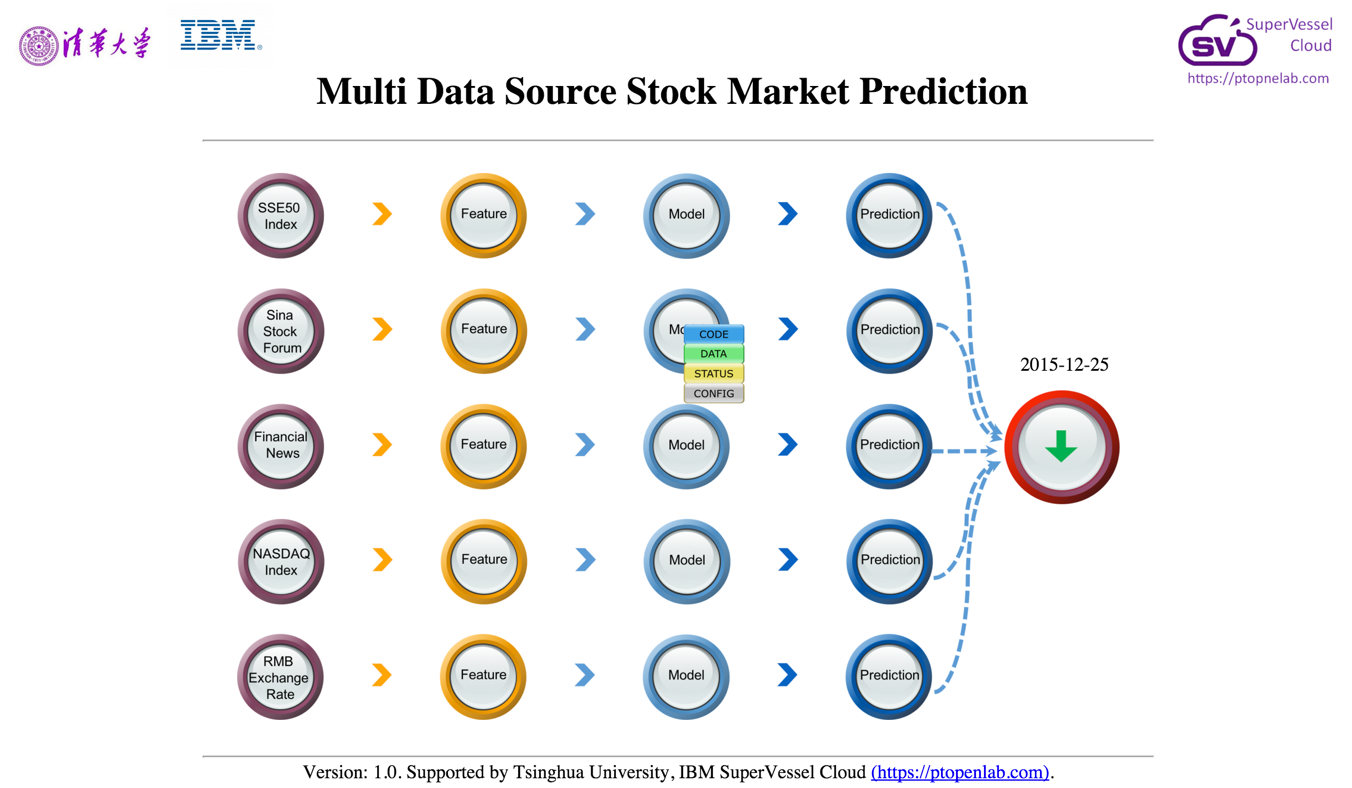 清华大学
IBM®
SV
SuperVessel
Cloud
https://ptopnelab.com
Multi Data Source Stock Market Prediction
SSE50
Index
Feature
Model
Prediction
Sina
Stock
Forum
Feature
Mo
CODE
DATA
STATUS
CONFIG
Prediction
2015-12-25
Financial
News
Feature
Model
Prediction
NASDAQ
Index
Feature
Model
Prediction
RMB
Exchange
Rate
Feature
Model
Prediction
Version: 1.0. Supported by Tsinghua University, IBM SuperVessel Cloud (https://ptopenlab.com).